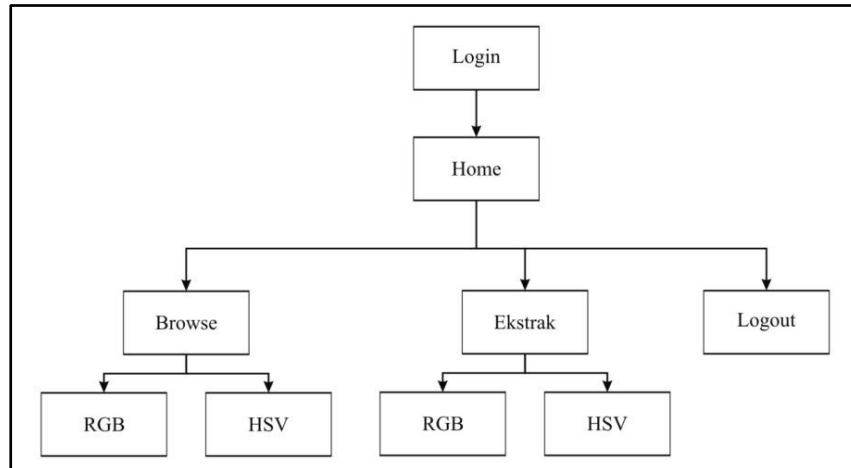 Login
Home
Browse
Ekstrak
Logout
RGB
HSV
RGB
HSV